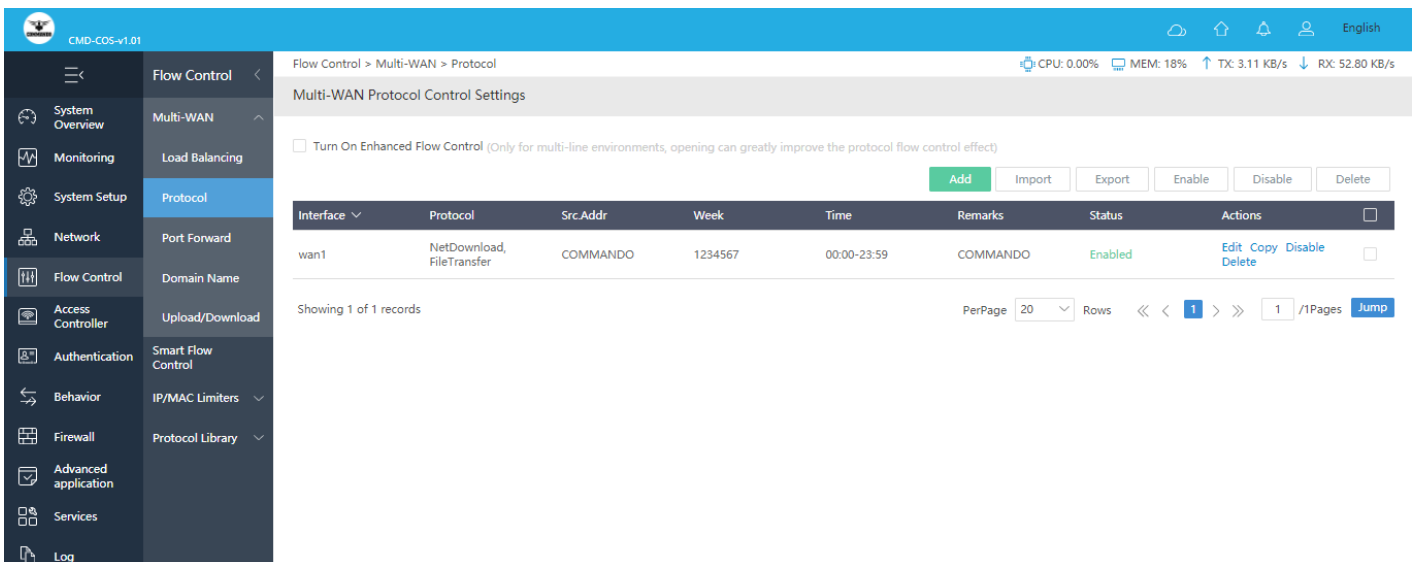 CMD-COS-v1.01
English
Flow Control
Flow Control > Multi-WAN > Protocol
CPU: 0.00%
MEM: 18%
TX: 3.11 KB/s
RX: 52.80 KB/s
Multi-WAN Protocol Control Settings
System
Overview
Monitoring
System Setup
Network
Flow Control
Access
Controller
Authentication
Behavior
Firewall
Advanced
application
Services
Log
Multi-WAN
Load Balancing
Protocol
Port Forward
Domain Name
Upload/Download
Smart Flow
Control
IP/MAC Limiters
Protocol Library
Turn On Enhanced Flow Control (Only for multi-line environments, opening can greatly improve the protocol flow control effect)
Add Import Export Enable Disable Delete
Interface Protocol Src.Addr Week Time Remarks Status Actions
wan1 NetDownload, COMMANDO 1234567 00:00-23:59 COMMANDO Enabled Edit Copy Disable
FileTransfer Delete
Showing 1 of 1 records
PerPage 20 Rows 1 1 /1Pages Jump